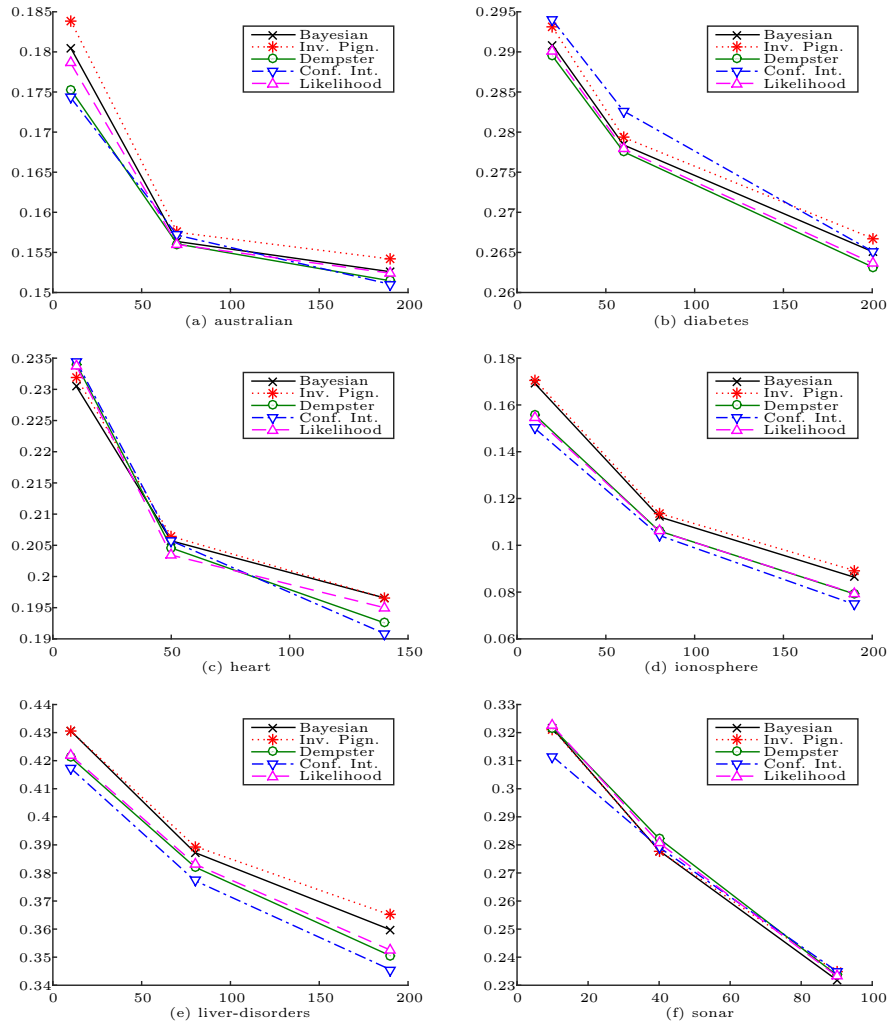 0.185
0.18
0.175
0.17
0.165
0.16
0.155
0.15
0 50 100 150 200
Bayesian
Inv. Pign.
Dempster
Conf. Int.
Likelihood
(a) australian
0.295
0.29
0.285
0.28
0.275
0.27
0.265
0.26
0 50 100 150 200
Bayesian
Inv. Pign.
Dempster
Conf. Int.
Likelihood
(b) diabetes
0.235
0.23
0.225
0.22
0.215
0.21
0.205
0.2
0.195
0.19
0 50 100 150
Bayesian
Inv. Pign.
Dempster
Conf. Int.
Likelihood
(c) heart
0.18
0.16
0.14
0.12
0.1
0.08
0.06
0 50 100 150 200
Bayesian
Inv. Pign.
Dempster
Conf. Int.
Likelihood
(d) ionosphere
0.44
0.43
0.42
0.41
0.4
0.39
0.38
0.37
0.36
0.35
0.34
0 50 100 150 200
Bayesian
Inv. Pign.
Dempster
Conf. Int.
Likelihood
(e) liver-disorders
0.33
0.32
0.31
0.3
0.29
0.28
0.27
0.26
0.25
0.24
0.23
0 20 40 60 80 100
Bayesian
Inv. Pign.
Dempster
Conf. Int.
Likelihood
(f) sonar